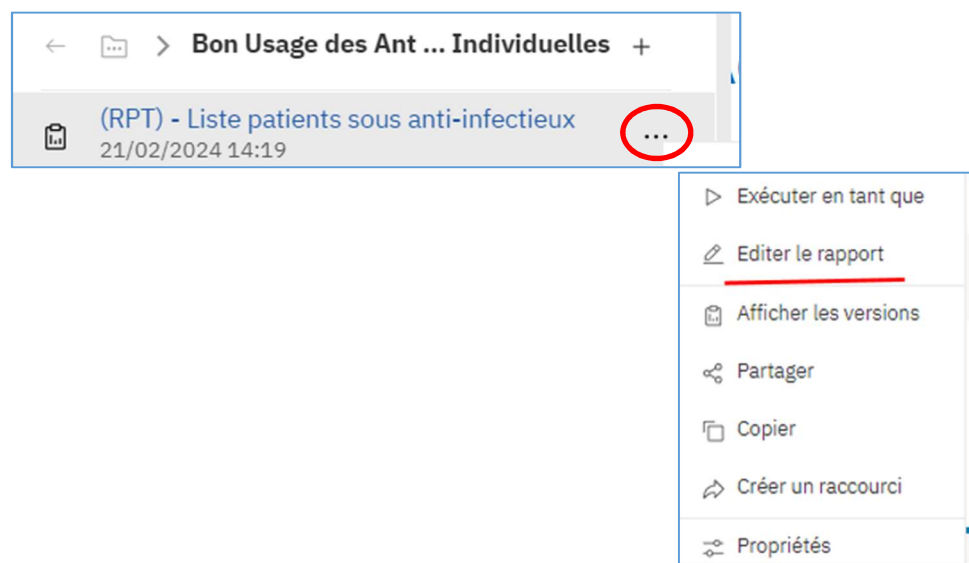 Bon Usage des Ant ... Individuelles +
(RPT) - Liste patients sous anti-infectieux ...
21/02/2024 14:19
Exécuter en tant que
Editer le rapport
Afficher les versions
Partager
Copier
Créer un raccourci
Propriétés